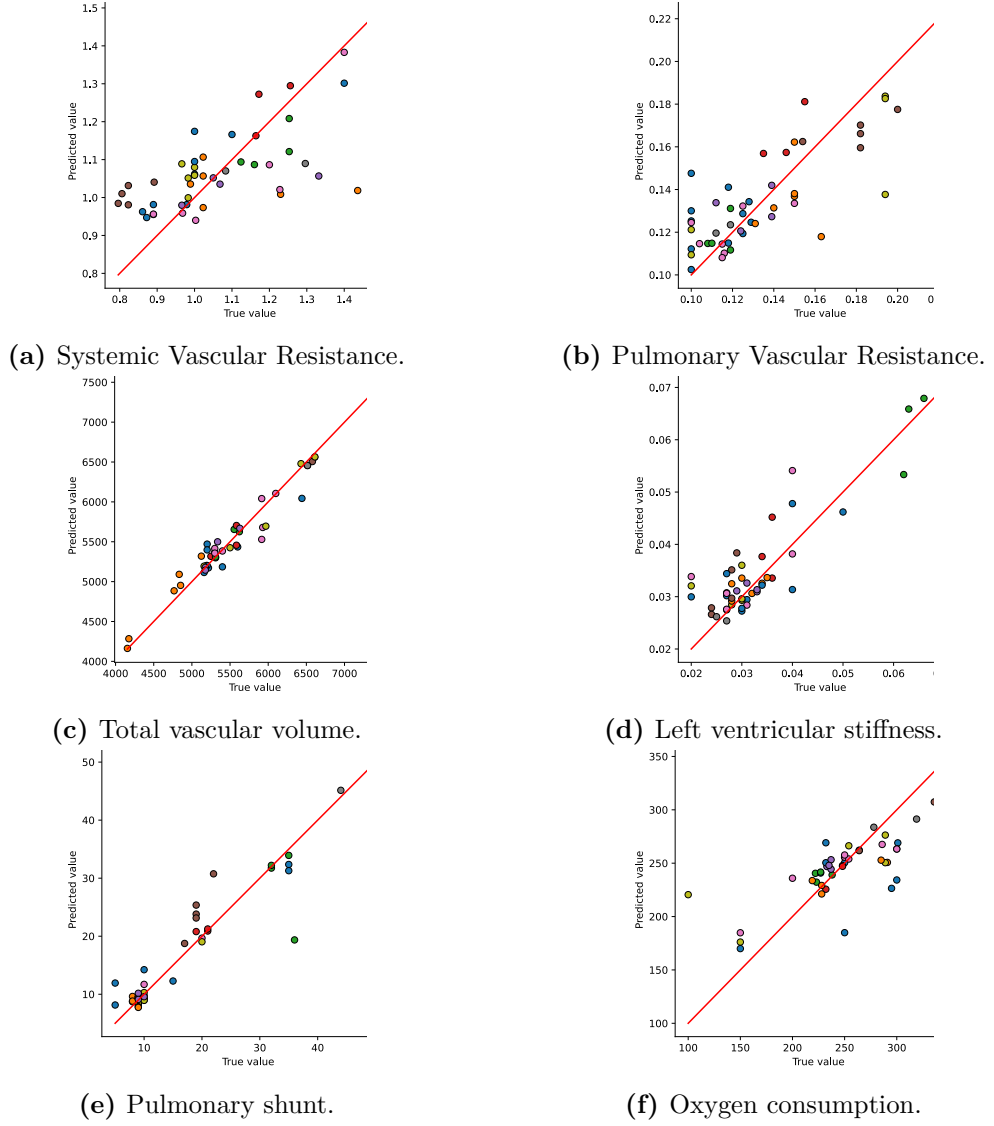 1.5
1.4
1.3
1.2
1.1
1.0
0.9
0.8
Predicted value
0.8 0.9 1.0 1.1 1.2 1.3 1.4
True value
(a) Systemic Vascular Resistance.
0.22
0.20
0.18
0.16
0.14
0.12
0.10
Predicted value
0.10 0.12 0.14 0.16 0.18 0.20
True value
(b) Pulmonary Vascular Resistance.
7500
7000
6500
6000
5500
5000
4500
4000
Predicted value
4000 4500 5000 5500 6000 6500 7000
True value
(c) Total vascular volume.
0.07
0.06
0.05
0.04
0.03
0.02
Predicted value
0.02 0.03 0.04 0.05 0.06
True value
(d) Left ventricular stiffness.
50
40
30
20
10
Predicted value
10 20 30 40
True value
(e) Pulmonary shunt.
350
300
250
200
150
100
Predicted value
100 150 200 250 300
True value
(f) Oxygen consumption.